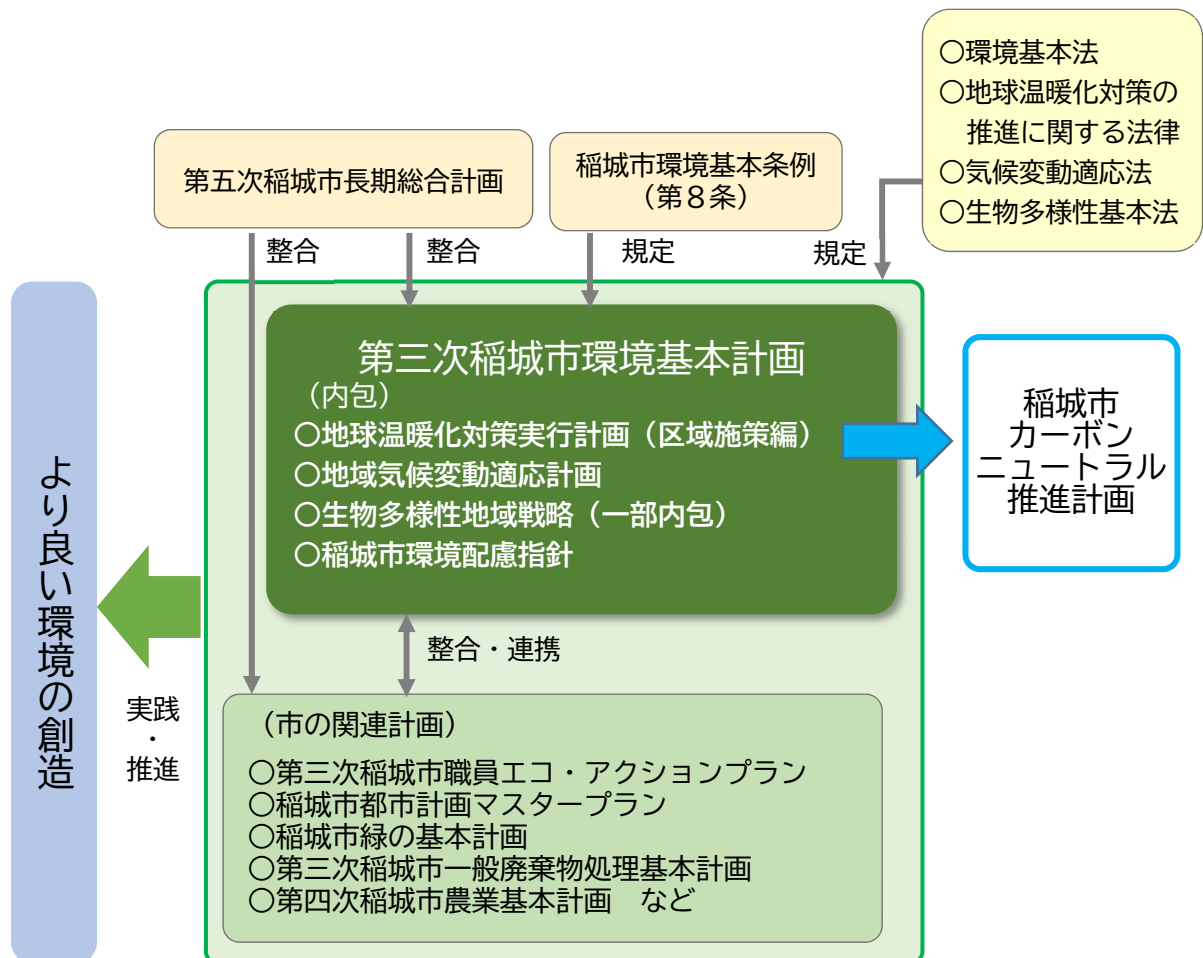 ○環境基本法
○地球温暖化対策の
推進に関する法律
○気候変動適応法
○生物多様性基本法
第五次稲城市長期総合計画
稲城市環境基本条例
（第８条）
整合
整合
規定
規定
第三次稲城市環境基本計画
（内包）
○地球温暖化対策実行計画（区域施策編）
○地域気候変動適応計画
○生物多様性地域戦略（一部内包）
○稲城市環境配慮指針
稲城市
カーボン
ニュートラル
推進計画
より良い環境の創造
実践
・
推進
整合・連携
（市の関連計画）
○第三次稲城市職員エコ・アクションプラン
○稲城市都市計画マスタープラン
○稲城市緑の基本計画
○第三次稲城市一般廃棄物処理基本計画
○第四次稲城市農業基本計画　など